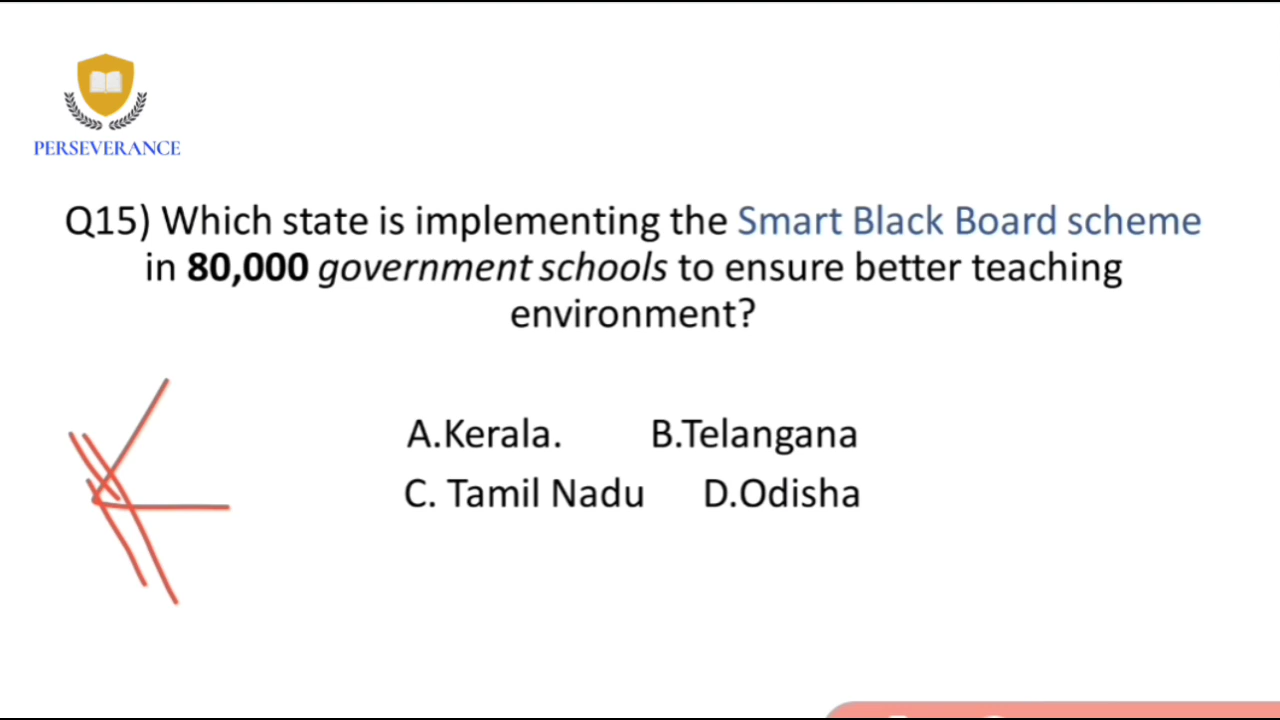 PERSEVERANCE
Q15) Which state is implementing the Smart Black Board scheme
in 80,000 government schools to ensure better teaching
environment?
A.Kerala. B.Telangana
C. Tamil Nadu D.Odisha